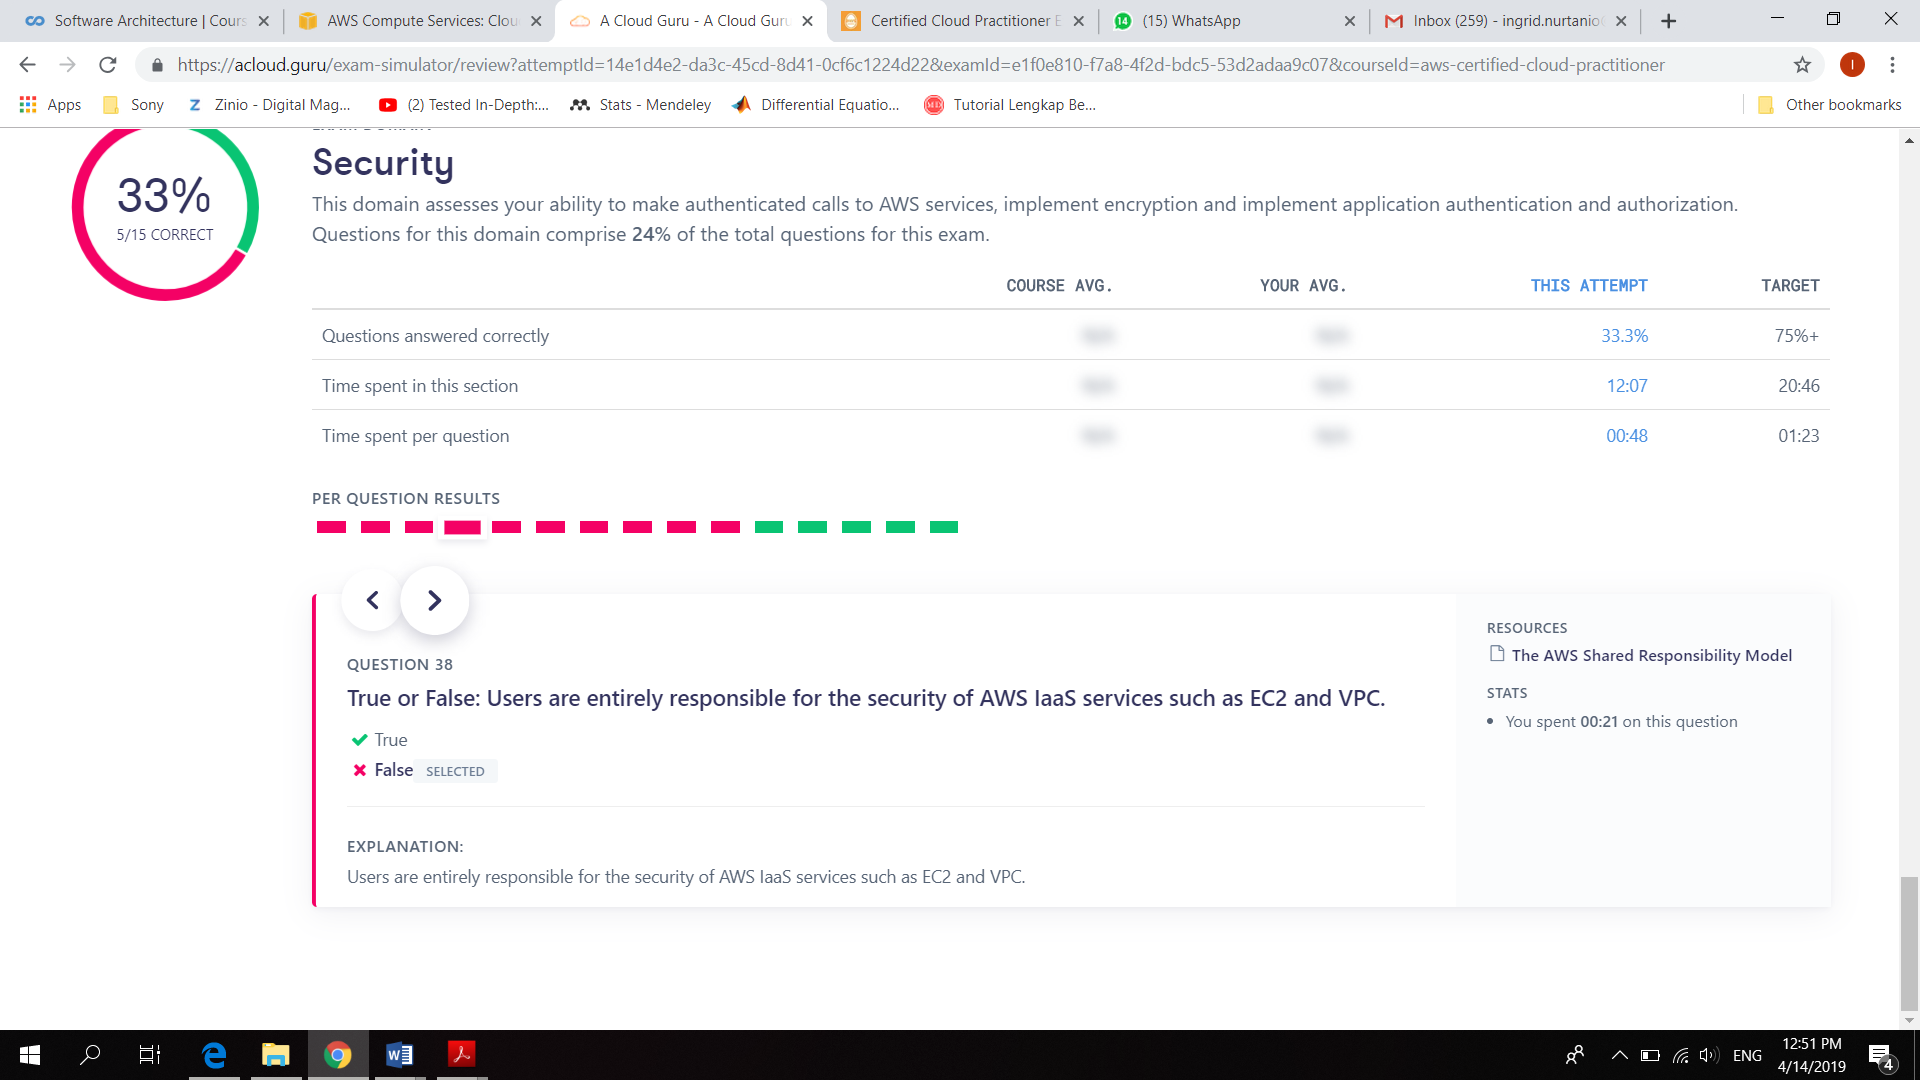 Software Architecture | Cours
AWS Compute Services: Clou
A Cloud Guru - A Cloud Guru
Certified Cloud Practitioner E
14
(15) WhatsApp
Inbox (259) - ingrid.nurtanio
https://acloud.guru/exam-simulator/review?attemptId=14e1d4e2-da3c-45cd-8d41-0cf6c1224d22&examId=e1f0e810-f7a8-4f2d-bdc5-53d2adaa9c07&courseId=aws-certified-cloud-practitioner
I
Apps
Sony
Z Zinio - Digital Mag...
(2) Tested In-Depth:...
Stats - Mendeley
Differential Equatio...
Tutorial Lengkap Be...
Other bookmarks
33%
5/15 CORRECT
Security
This domain assesses your ability to make authenticated calls to AWS services, implement encryption and implement application authentication and authorization.
Questions for this domain comprise 24% of the total questions for this exam.
COURSE AVG. YOUR AVG. THIS ATTEMPT TARGET
Questions answered correctly 33.3% 75%+
Time spent in this section 12:07 20:46
Time spent per question 00:48 01:23
PER QUESTION RESULTS
QUESTION 38
True or False: Users are entirely responsible for the security of AWS IaaS services such as EC2 and VPC.
True
False SELECTED
EXPLANATION:
Users are entirely responsible for the security of AWS IaaS services such as EC2 and VPC.
RESOURCES
The AWS Shared Responsibility Model
STATS
You spent 00:21 on this question
ENG
12:51 PM
4/14/2019
4